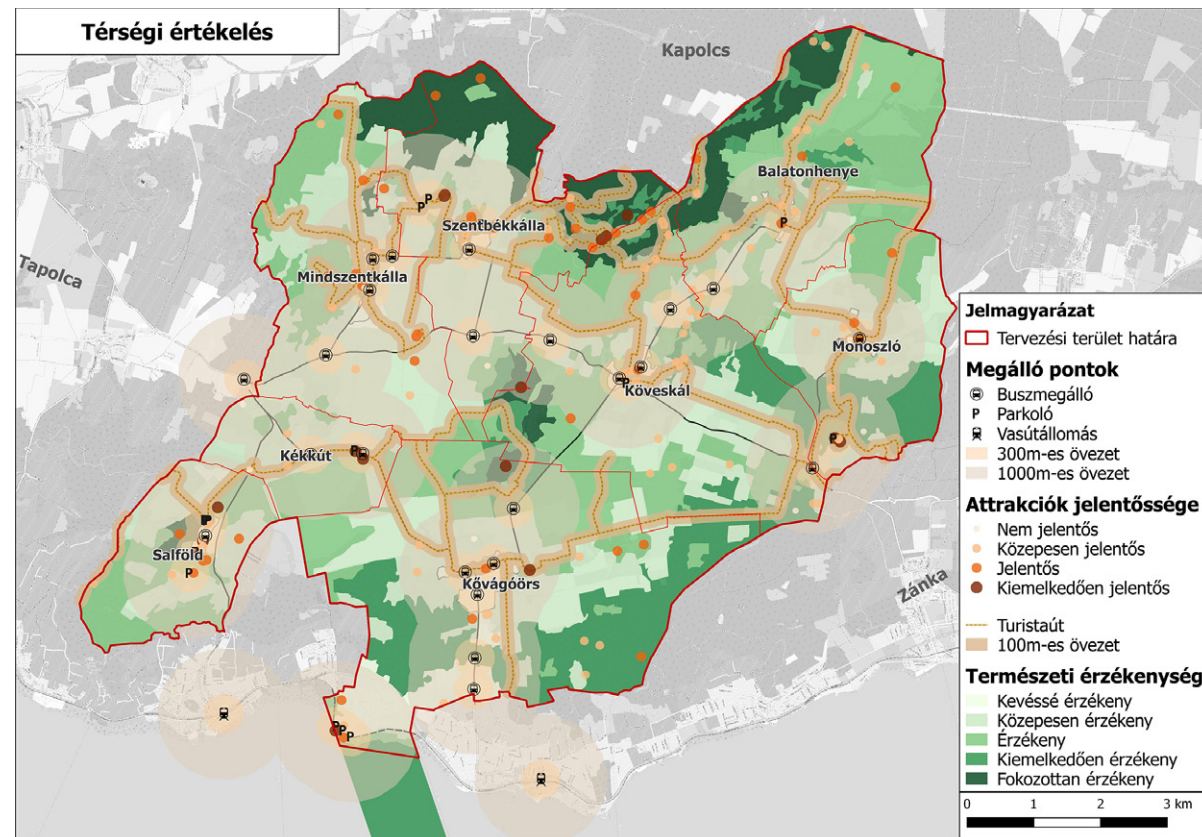 Térségi értékelés
Kapolcs
Balatonhenye
Szentbékkálla
Tapolca
Mindszentkálla
Monoszló
Köveskál
Kékkút
Salföld
Kővágóörs
Zánka
P
P
P
P
P
P
P
P
P
P
P
Jelmagyarázat
Tervezési terület határa
Megálló pontok
Buszmegálló
P Parkoló
Vasútállomás
300m-es övezet
1000m-es övezet
Attrakciók jelentőssége
Nem jelentős
Közepesen jelentős
Jelentős
Kiemelkedően jelentős
Turistaút
100m-es övezet
Természeti érzékenység
Kevéssé érzékeny
Közepesen érzékeny
Érzékeny
Kiemelkedően érzékeny
Fokozottan érzékeny
0 1 2 3 km